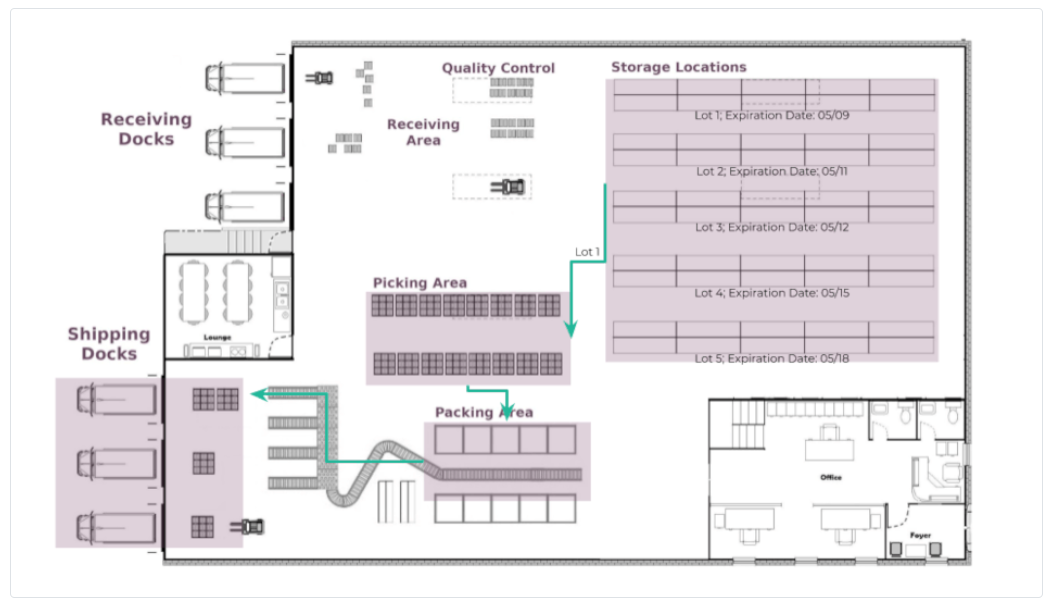 Quality Control
Storage Locations
Receiving
Docks
Receiving
Area
Lot 1; Expiration Date: 05/09
Lot 2; Expiration Date: 05/11
Lot 3; Expiration Date: 05/12
Lot 1
Picking Area
Lot 4; Expiration Date: 05/15
Shipping
Docks
Lounge
Lot 5; Expiration Date: 05/18
Packing Area
Office
Foyer